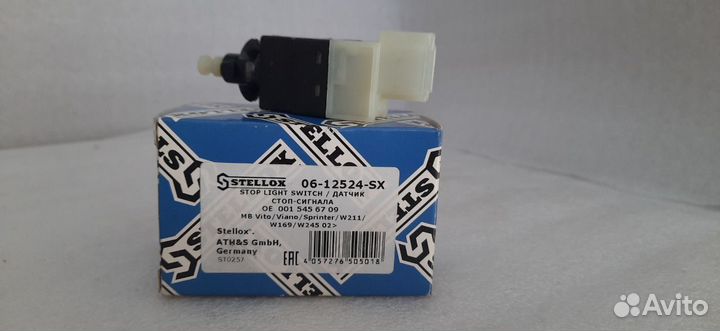 STELLOX
STELLOX 06-12524-SX
STOP LIGHT SWITCH / ДАТЧИК
СТОП-СИГНАЛА
OE 001 545 67 09
MB Vito/Viano/Sprinter/W211/
W169/W245 02>
Stellox®,
ATH&S GmbH,
Germany
ST0257
EAC
4 057276 505018
Avito